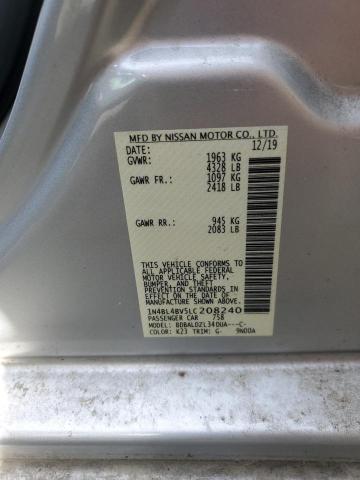 MFD BY NISSAN MOTOR CO., LTD.
DATE: 12/19
GVWR: 1963 KG
4328 LB
GAWR FR.: 1097 KG
2418 LB
GAWR RR.: 945 KG
2083 LB
THIS VEHICLE CONFORMS TO
ALL APPLICABLE FEDERAL
MOTOR VEHICLE SAFETY,
BUMPER, AND THEFT
PREVENTION STANDARDS IN
EFFECT ON THE DATE OF
MANUFACTURE SHOWN ABOVE
1N4BL4BV5LC208240
PASSENGER CAR 758
MODEL: BDBALDZL34DUA---C-
COLOR: K23 TRIM: G- 9NODA